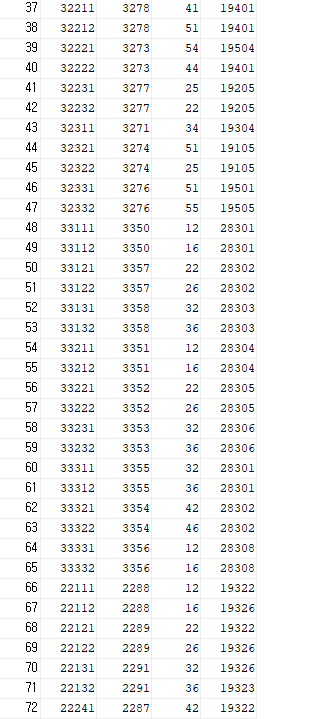 37 32211 3278 41 19401
38 32212 3278 51 19401
39 32221 3273 54 19504
40 32222 3273 44 19401
41 32231 3277 25 19205
42 32232 3277 22 19205
43 32311 3271 34 19304
44 32321 3274 51 19105
45 32322 3274 25 19105
46 32331 3276 51 19501
47 32332 3276 55 19505
48 33111 3350 12 28301
49 33112 3350 16 28301
50 33121 3357 22 28302
51 33122 3357 26 28302
52 33131 3358 32 28303
53 33132 3358 36 28303
54 33211 3351 12 28304
55 33212 3351 16 28304
56 33221 3352 22 28305
57 33222 3352 26 28305
58 33231 3353 32 28306
59 33232 3353 36 28306
60 33311 3355 32 28301
61 33312 3355 36 28301
62 33321 3354 42 28302
63 33322 3354 46 28302
64 33331 3356 12 28308
65 33332 3356 16 28308
66 22111 2288 12 19322
67 22112 2288 16 19326
68 22121 2289 22 19322
69 22122 2289 26 19326
70 22131 2291 32 19326
71 22132 2291 36 19323
72 22241 2287 42 19322